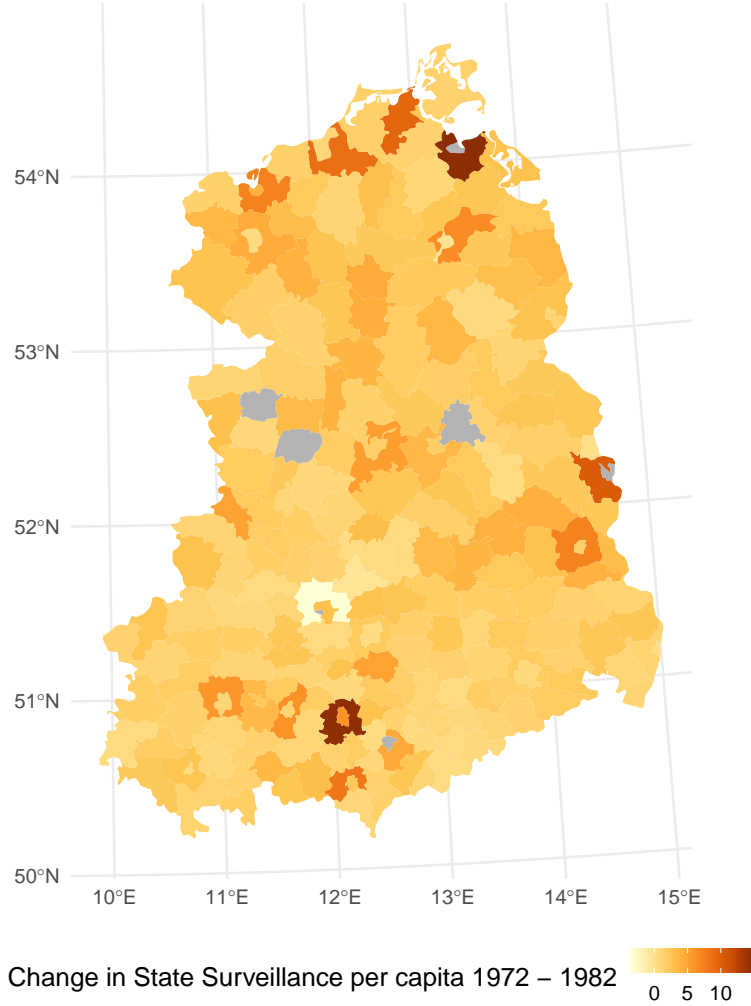 54°N
53°N
52°N
51°N
50°N
10°E 11°E 12°E 13°E 14°E 15°E
Change in State Surveillance per capita 1972 − 1982
0 5 10